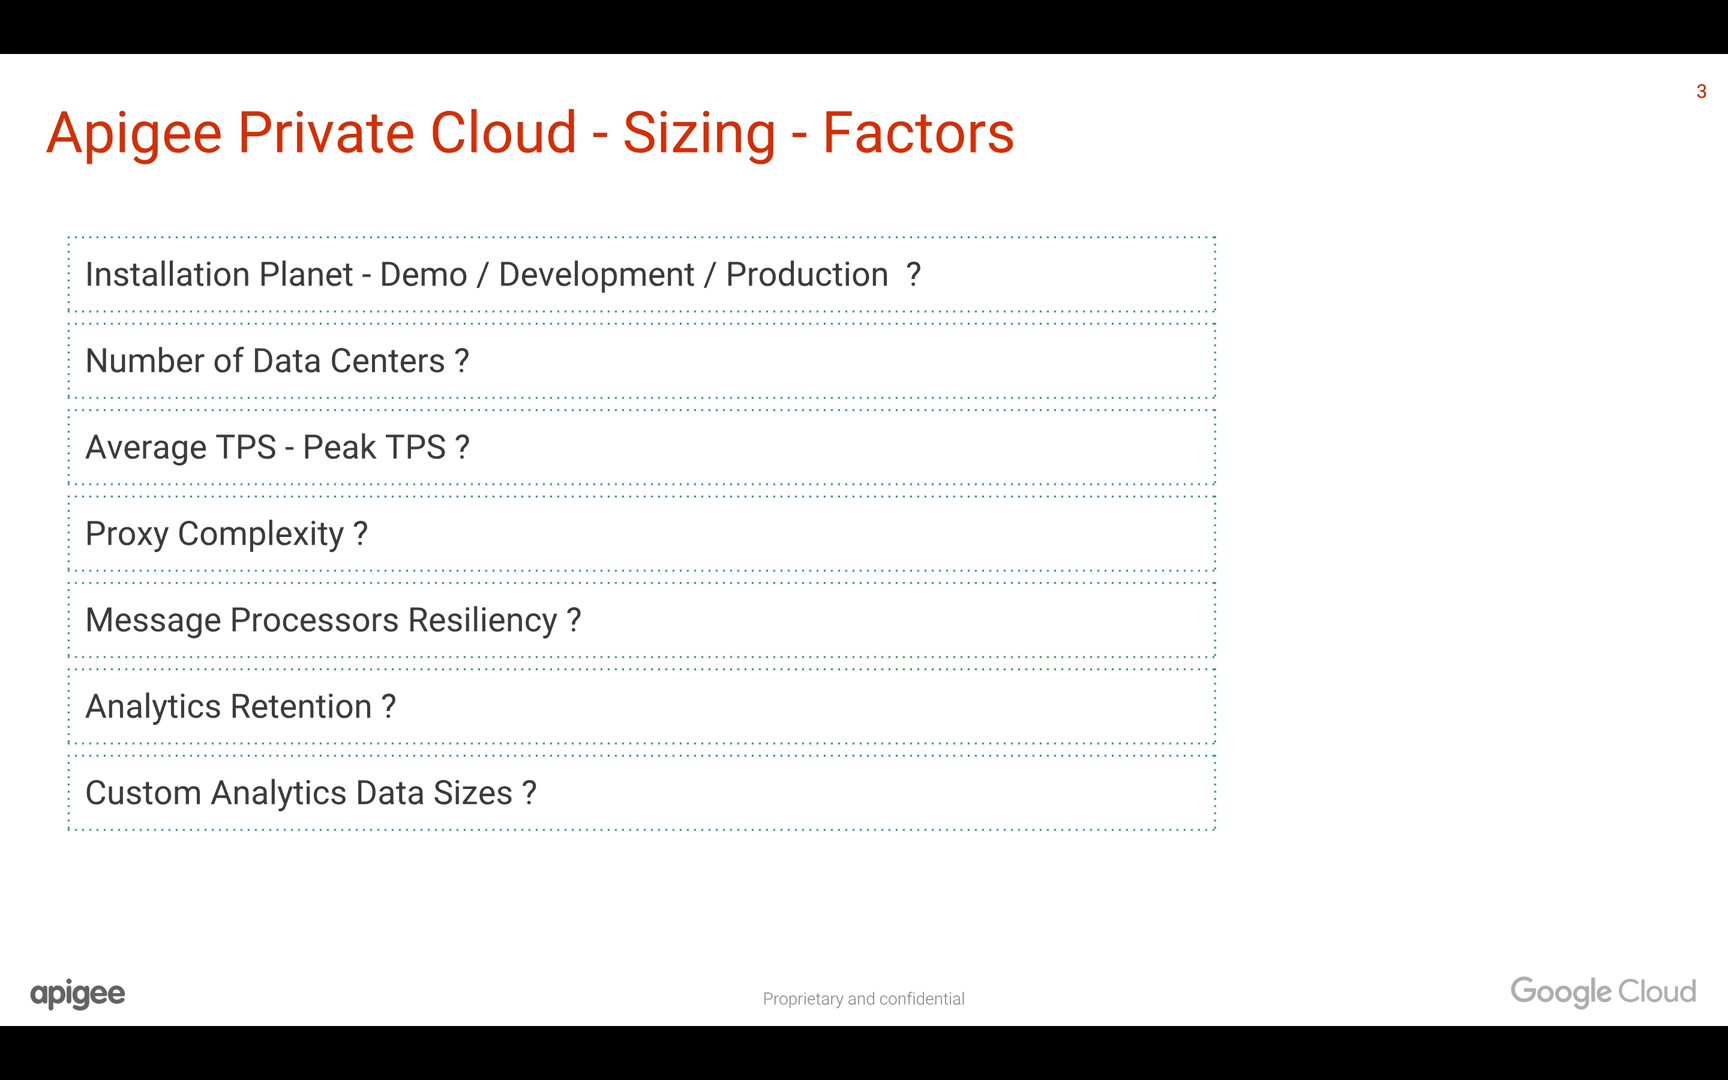 3
Apigee Private Cloud - Sizing - Factors
Installation Planet - Demo / Development / Production  ?
Number of Data Centers ?
Average TPS - Peak TPS ?
Proxy Complexity ?
Message Processors Resiliency ?
Analytics Retention ?
Custom Analytics Data Sizes ?
apigee
Proprietary and confidential
Google Cloud